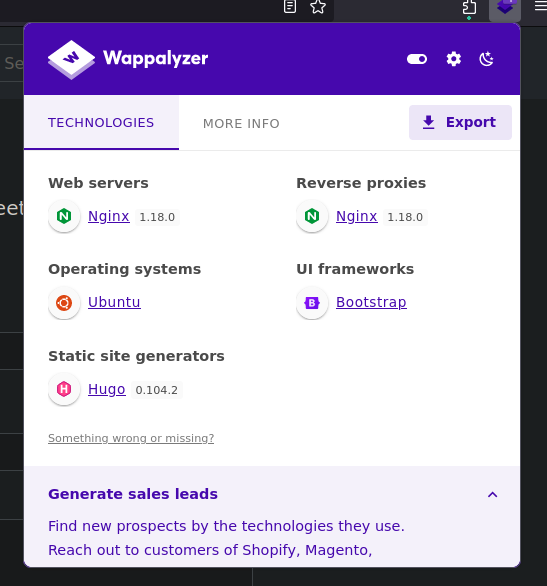 Se
Wappalyzer
TECHNOLOGIES
MORE INFO
Export
eet
Web servers
Nginx 1.18.0
Reverse proxies
Nginx 1.18.0
Operating systems
Ubuntu
UI frameworks
Bootstrap
Static site generators
Hugo 0.104.2
Something wrong or missing?
Generate sales leads
Find new prospects by the technologies they use.
Reach out to customers of Shopify, Magento,